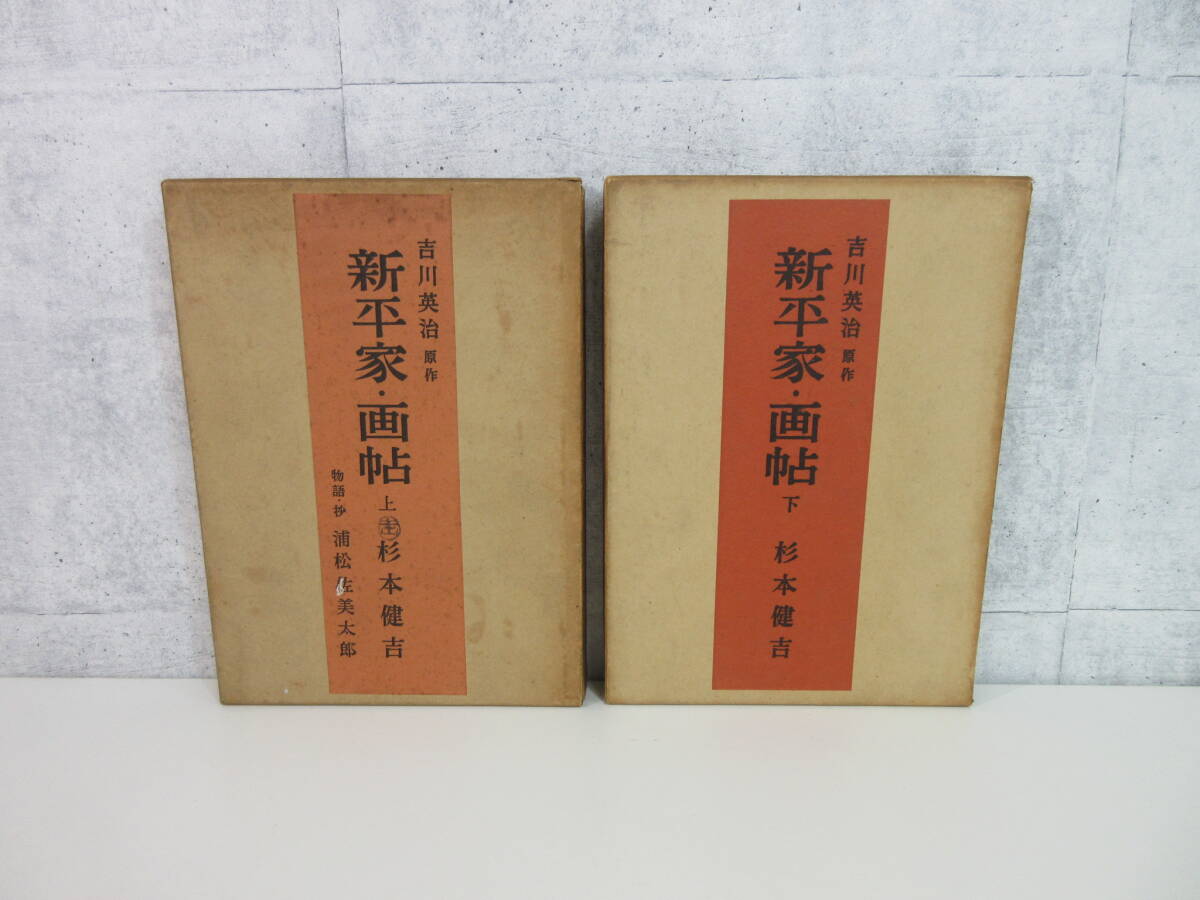 吉川英治 原作
新平家・画帖
上 杉本健吉
物語・抄 浦松佐美太郎
吉川英治 原作
新平家・画帖
下 杉本健吉